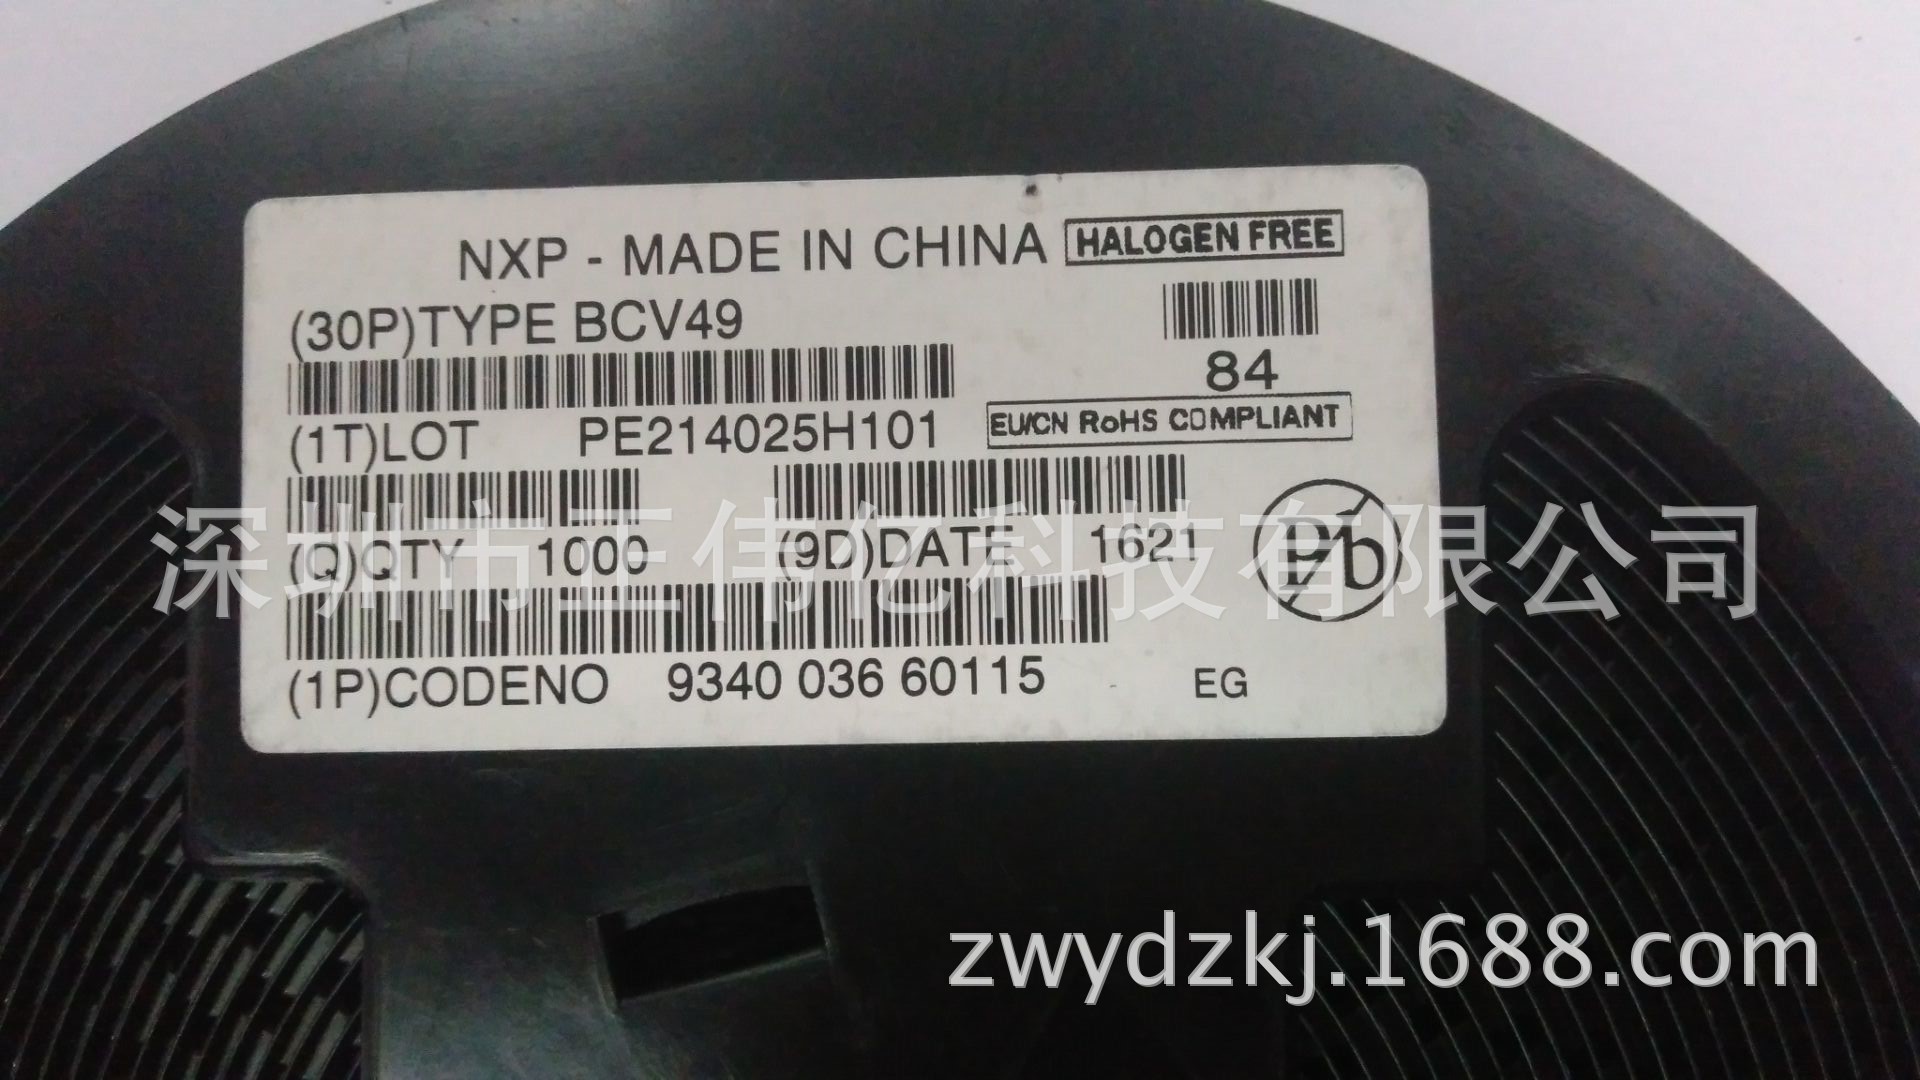 NXP - MADE IN CHINA HALOGEN FREE
(30P)TYPE BCV49
84
(1T)LOT PE214025H101 EU/CN RoHS COMPLIANT
(Q)QTY 1000 (9D)DATE 1621 Pb
深圳市正伟亿科技有限公司
(1P)CODENO 9340 036 60115 EG
zwydzkj.1688.com